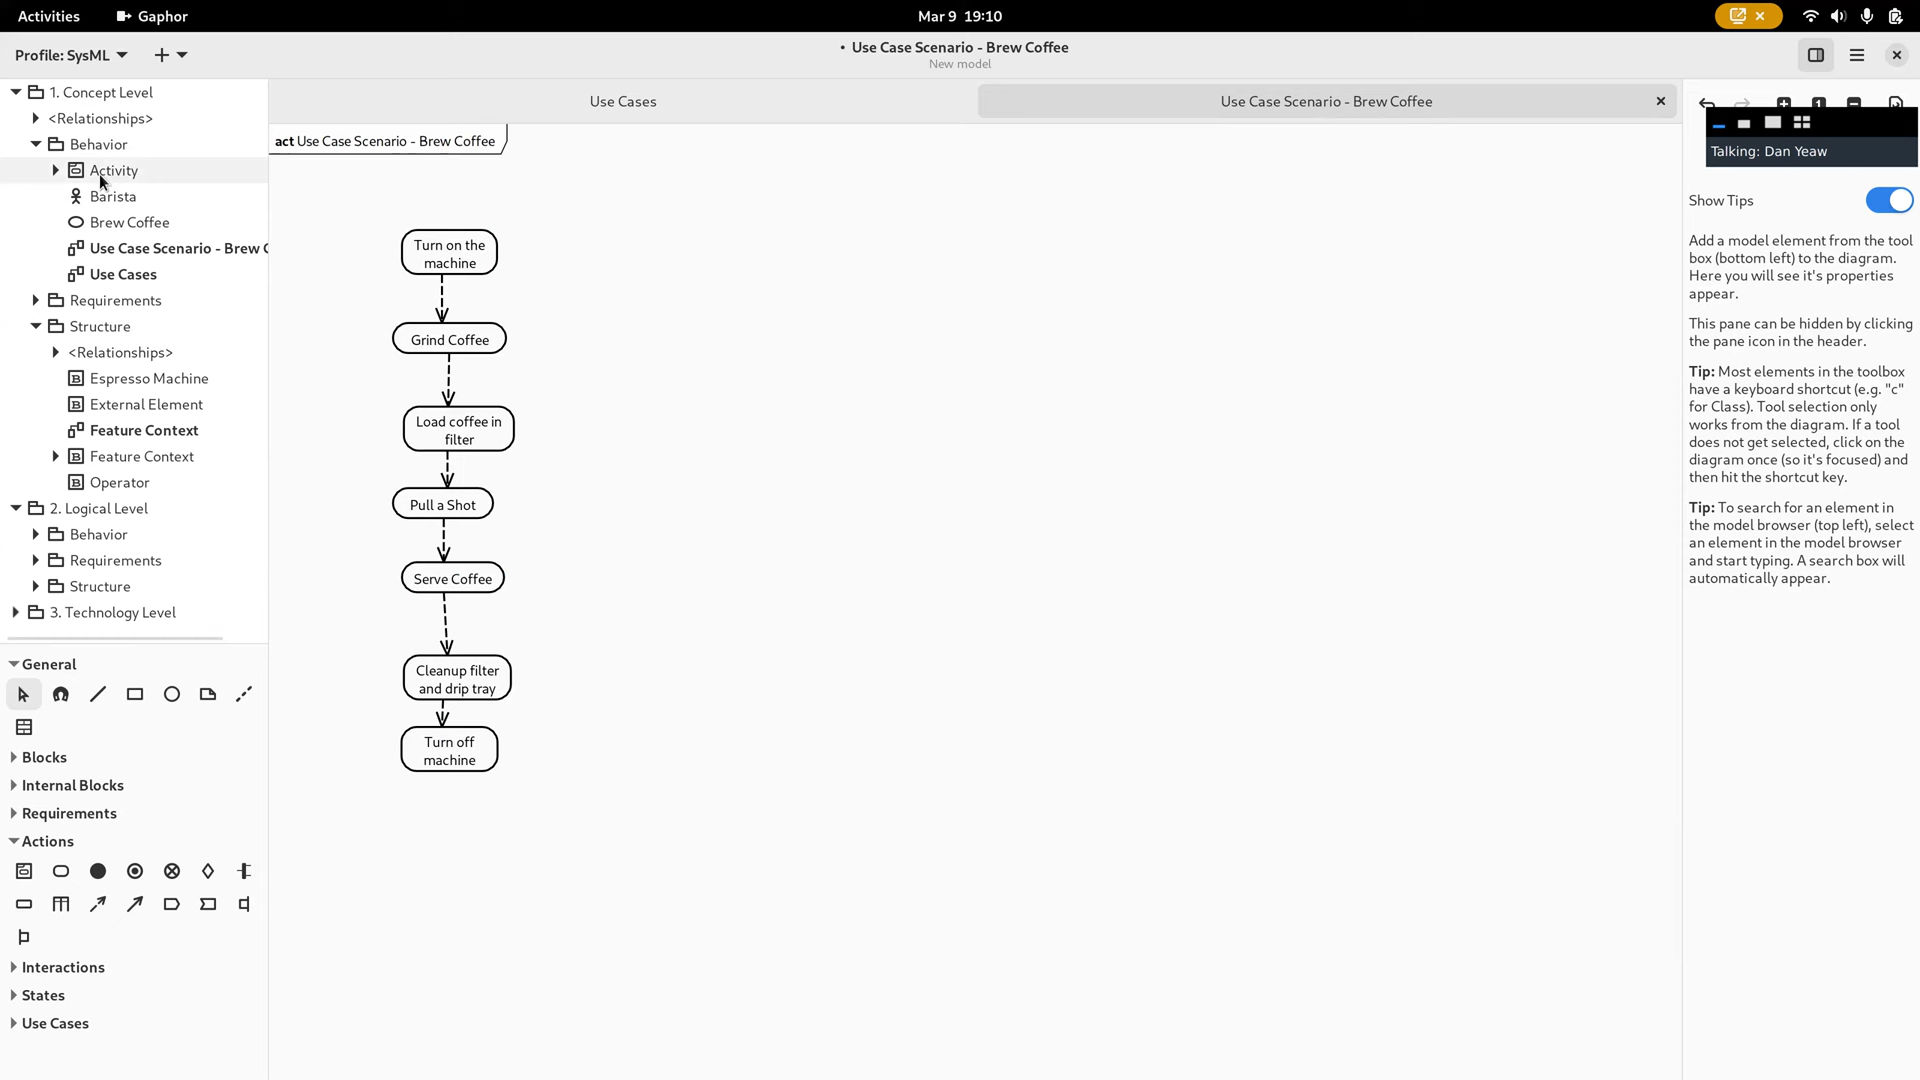 Activities
Gaphor
Mar 9 19:10
Profile: SysML
• Use Case Scenario - Brew Coffee
New model
1. Concept Level
<Relationships>
Behavior
Activity
Barista
Brew Coffee
Use Case Scenario - Brew C
Use Cases
Requirements
Structure
<Relationships>
Espresso Machine
External Element
Feature Context
Feature Context
Operator
2. Logical Level
Behavior
Requirements
Structure
3. Technology Level
General
Blocks
Internal Blocks
Requirements
Actions
Interactions
States
Use Cases
Use Cases
Use Case Scenario - Brew Coffee
act Use Case Scenario - Brew Coffee
Turn on the
machine
Grind Coffee
Load coffee in
filter
Pull a Shot
Serve Coffee
Cleanup filter
and drip tray
Turn off
machine
Talking: Dan Yeaw
Show Tips
Add a model element from the tool
box (bottom left) to the diagram.
Here you will see it's properties
appear.
This pane can be hidden by clicking
the pane icon in the header.
Tip: Most elements in the toolbox
have a keyboard shortcut (e.g. "c"
for Class). Tool selection only
works from the diagram. If a tool
does not get selected, click on the
diagram once (so it's focused) and
then hit the shortcut key.
Tip: To search for an element in
the model browser (top left), select
an element in the model browser
and start typing. A search box will
automatically appear.